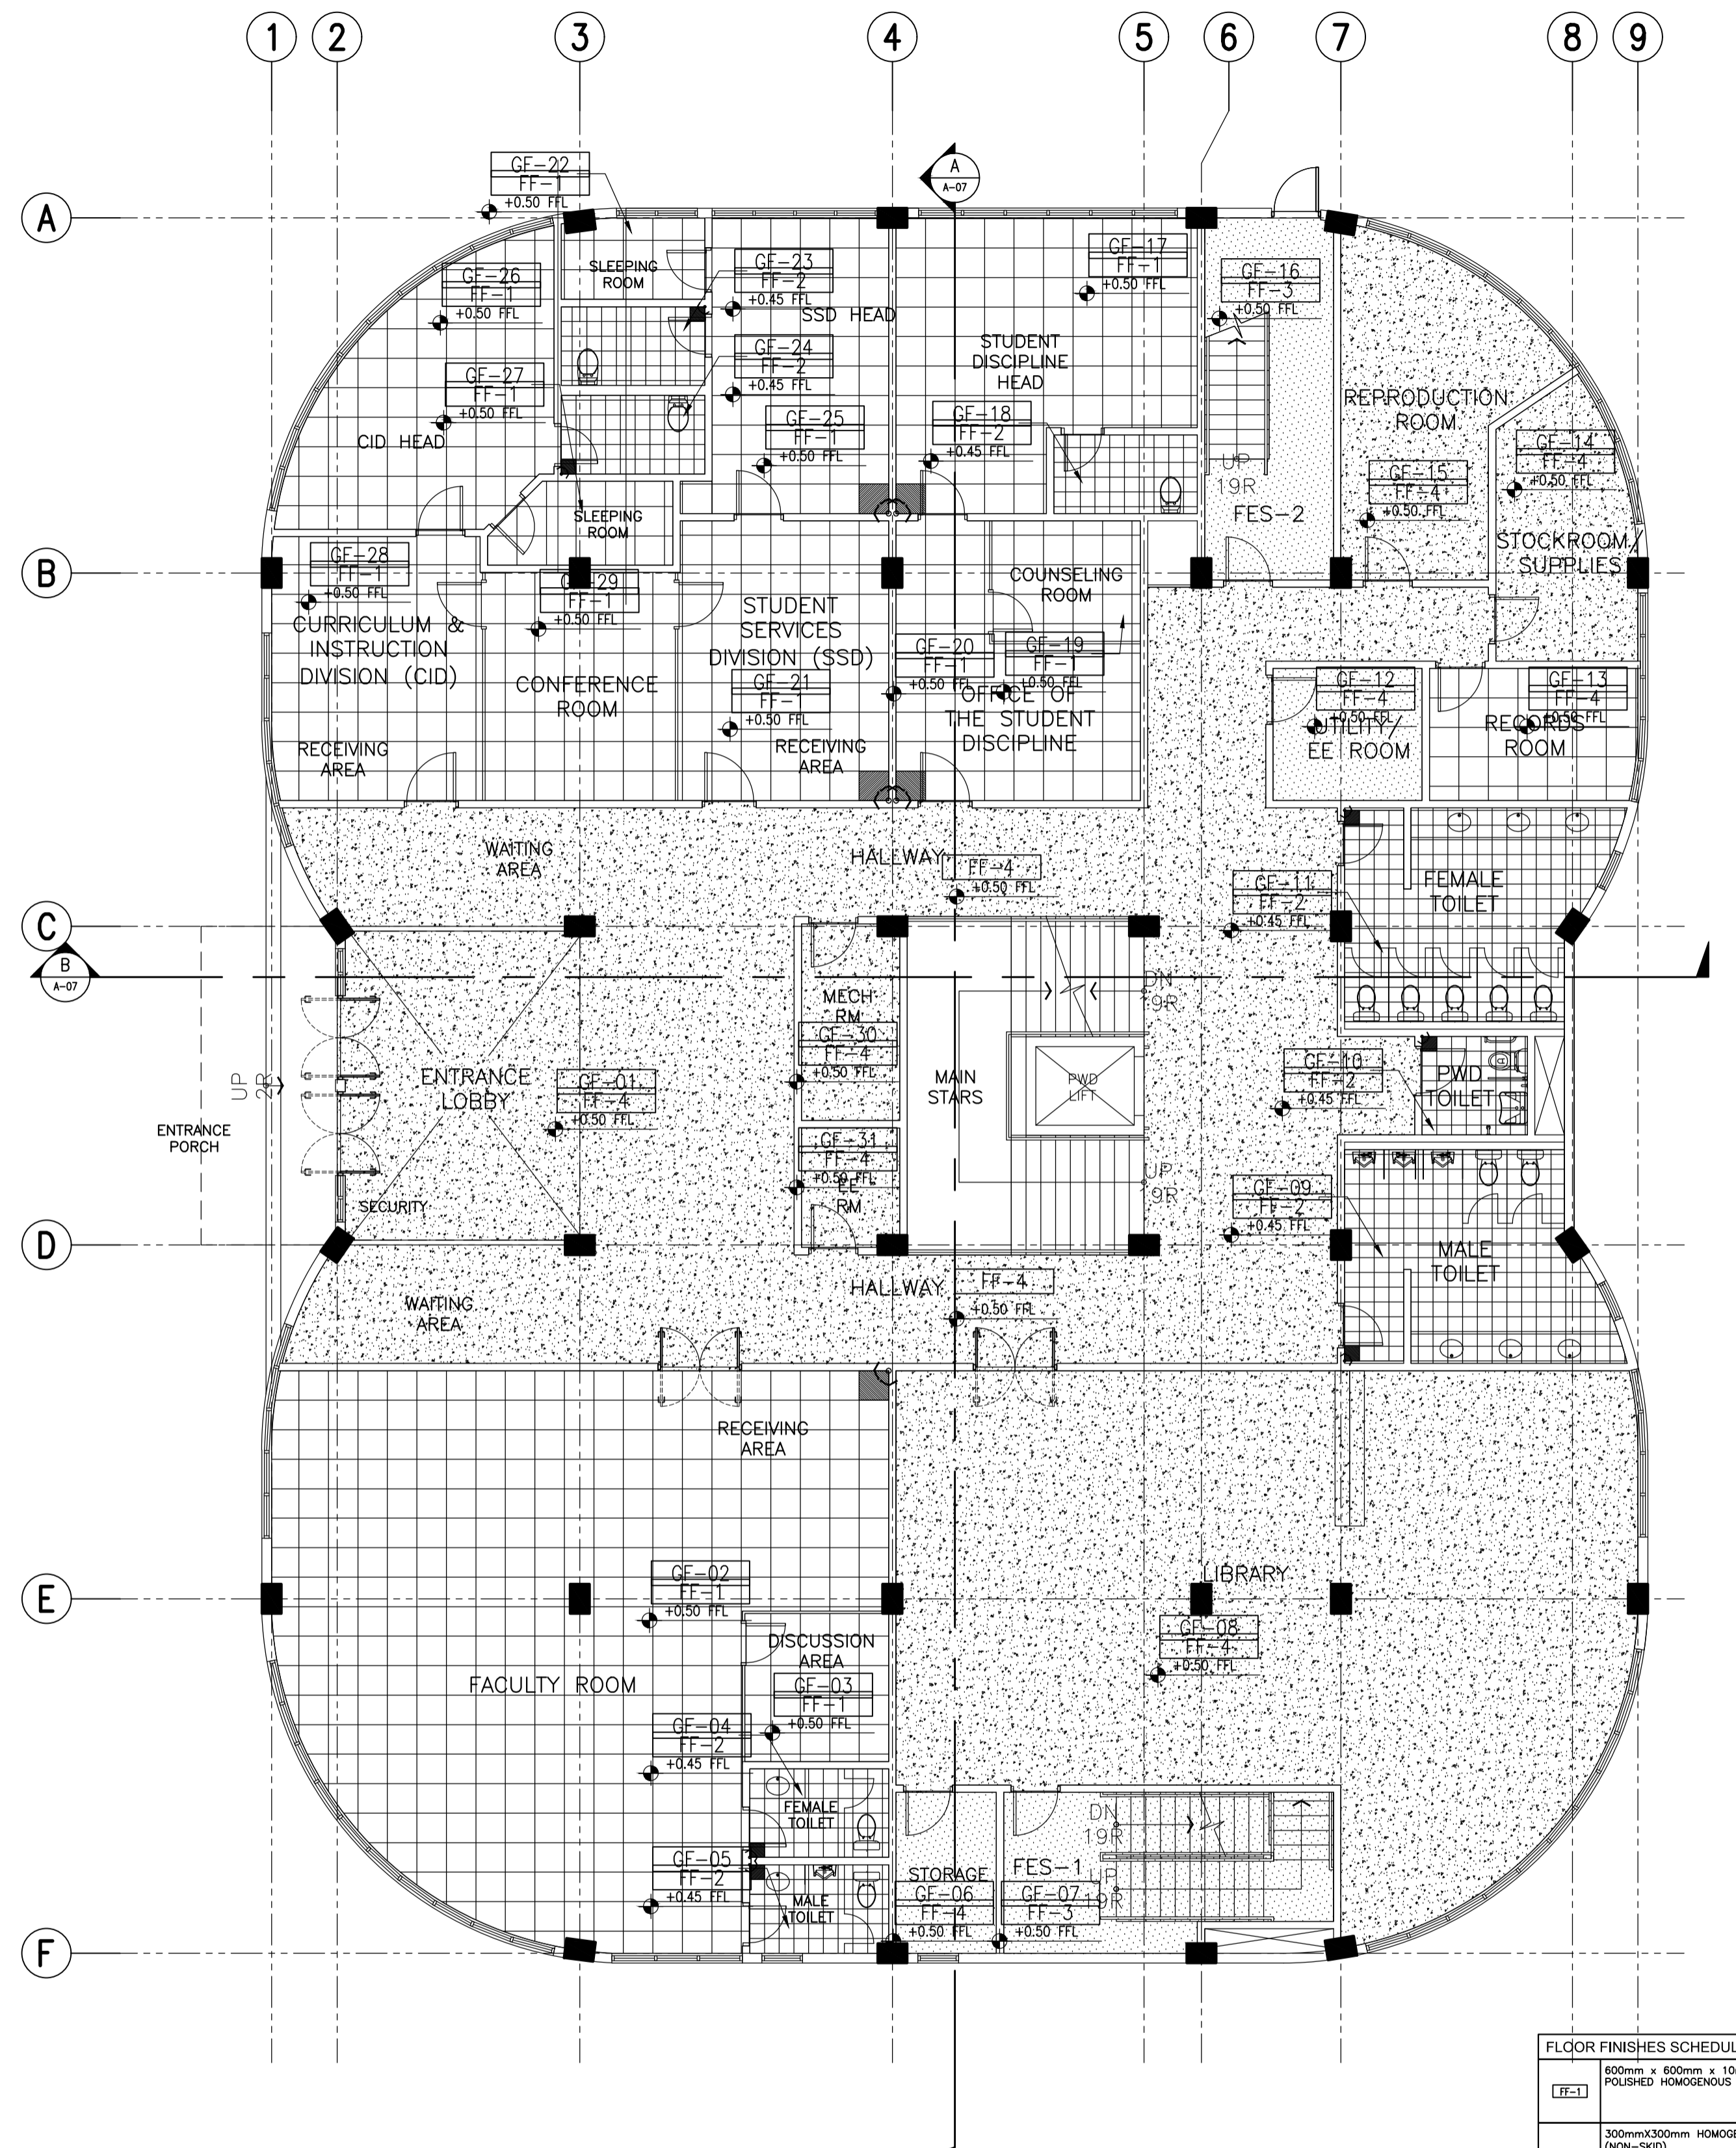 1 2 3 4 5 6 7 8 9
A
A-07
GF-22
FF-1
+0.50 FFL
A
SLEEPING
ROOM
GF-23
FF-2
+0.45 FFL
SSD HEAD
GF-17
FF-1
+0.50 FFL
GF-16
FF-3
+0.50 FFL
GF-26
FF-1
+0.50 FFL
GF-24
FF-2
+0.45 FFL
STUDENT
DISCIPLINE
HEAD
GF-27
FF-1
+0.50 FFL
CID HEAD
GF-25
FF-1
+0.50 FFL
GF-18
FF-2
+0.45 FFL
REPRODUCTION
ROOM
GF-14
FF-4
+0.50 FFL
GF-15
FF-4
+0.50 FFL
UP
19R
FES-2
SLEEPING
ROOM
STOCKROOM/
SUPPLIES
B
GF-28
FF-1
+0.50 FFL
CURRICULUM &
INSTRUCTION
DIVISION (CID)
RECEIVING
AREA
GF-29
FF-1
+0.50 FFL
CONFERENCE
ROOM
STUDENT
SERVICES
DIVISION (SSD)
GF-21
FF-1
+0.50 FFL
RECEIVING
AREA
COUNSELING
ROOM
GF-20
FF-1
+0.50 FFL
GF-19
FF-1
+0.50 FFL
OFFICE OF
THE STUDENT
DISCIPLINE
GF-12
FF-4
+0.50 FFL
UTILITY/
EE ROOM
GF-13
FF-4
+0.50 FFL
RECORDS
ROOM
WAITING
AREA
HALLWAY
FF-4
+0.50 FFL
GF-11
FF-2
+0.45 FFL
FEMALE
TOILET
C
B
A-07
MECH
RM
GF-30
FF-4
+0.50 FFL
DN
19R
UP
2R
ENTRANCE
LOBBY
GF-01
FF-4
+0.50 FFL
MAIN
STARS
PWD
LIFT
GF-10
FF-2
+0.45 FFL
PWD
TOILET
ENTRANCE
PORCH
GF-31
FF-4
+0.50 FFL
EE
RM
UP
19R
GF-09
FF-2
+0.45 FFL
SECURITY
D
MALE
TOILET
WAITING
AREA
HALLWAY
FF-4
+0.50 FFL
RECEIVING
AREA
E
GF-02
FF-1
+0.50 FFL
LIBRARY
GF-08
FF-4
+0.50 FFL
DISCUSSION
AREA
GF-03
FF-1
+0.50 FFL
FACULTY ROOM
GF-04
FF-2
+0.45 FFL
FEMALE
TOILET
DN
19R
GF-05
FF-2
+0.45 FFL
MALE
TOILET
STORAGE
GF-06
FF-4
+0.50 FFL
FES-1
GF-07
FF-3
+0.50 FFL
UP
19R
F
FLOOR FINISHES SCHEDUL
FF-1
600mm x 600mm x 10
POLISHED HOMOGENOUS
300mmX300mm HOMOG
(NON-SKID)